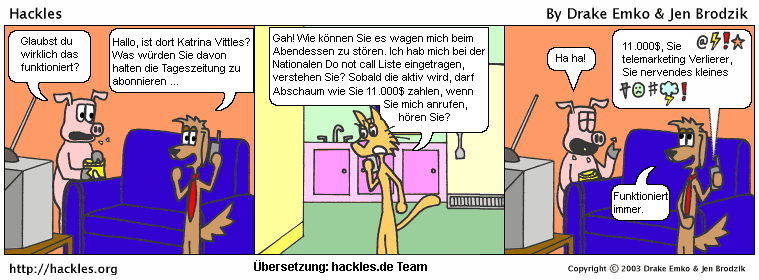 Hackles
By Drake Emko & Jen Brodzik
Glaubst du
wirklich das
funktioniert?
Hallo, ist dort Katrina Vittles?
Was würden Sie davon
halten die Tageszeitung zu
abonnieren ...
Gah! Wie können Sie es wagen mich beim
Abendessen zu stören. Ich hab mich bei der
Nationalen Do not call Liste eingetragen,
verstehen Sie? Sobald die aktiv wird, darf
Abschaum wie Sie 11.000$ zahlen, wenn
Sie mich anrufen,
hören Sie?
Ha ha!
11.000$, Sie
telemarketing Verlierer,
Sie nervendes kleines
Funktioniert
immer.
http://hackles.org
Übersetzung: hackles.de Team
Copyright © 2003 Drake Emko & Jen Brodzik